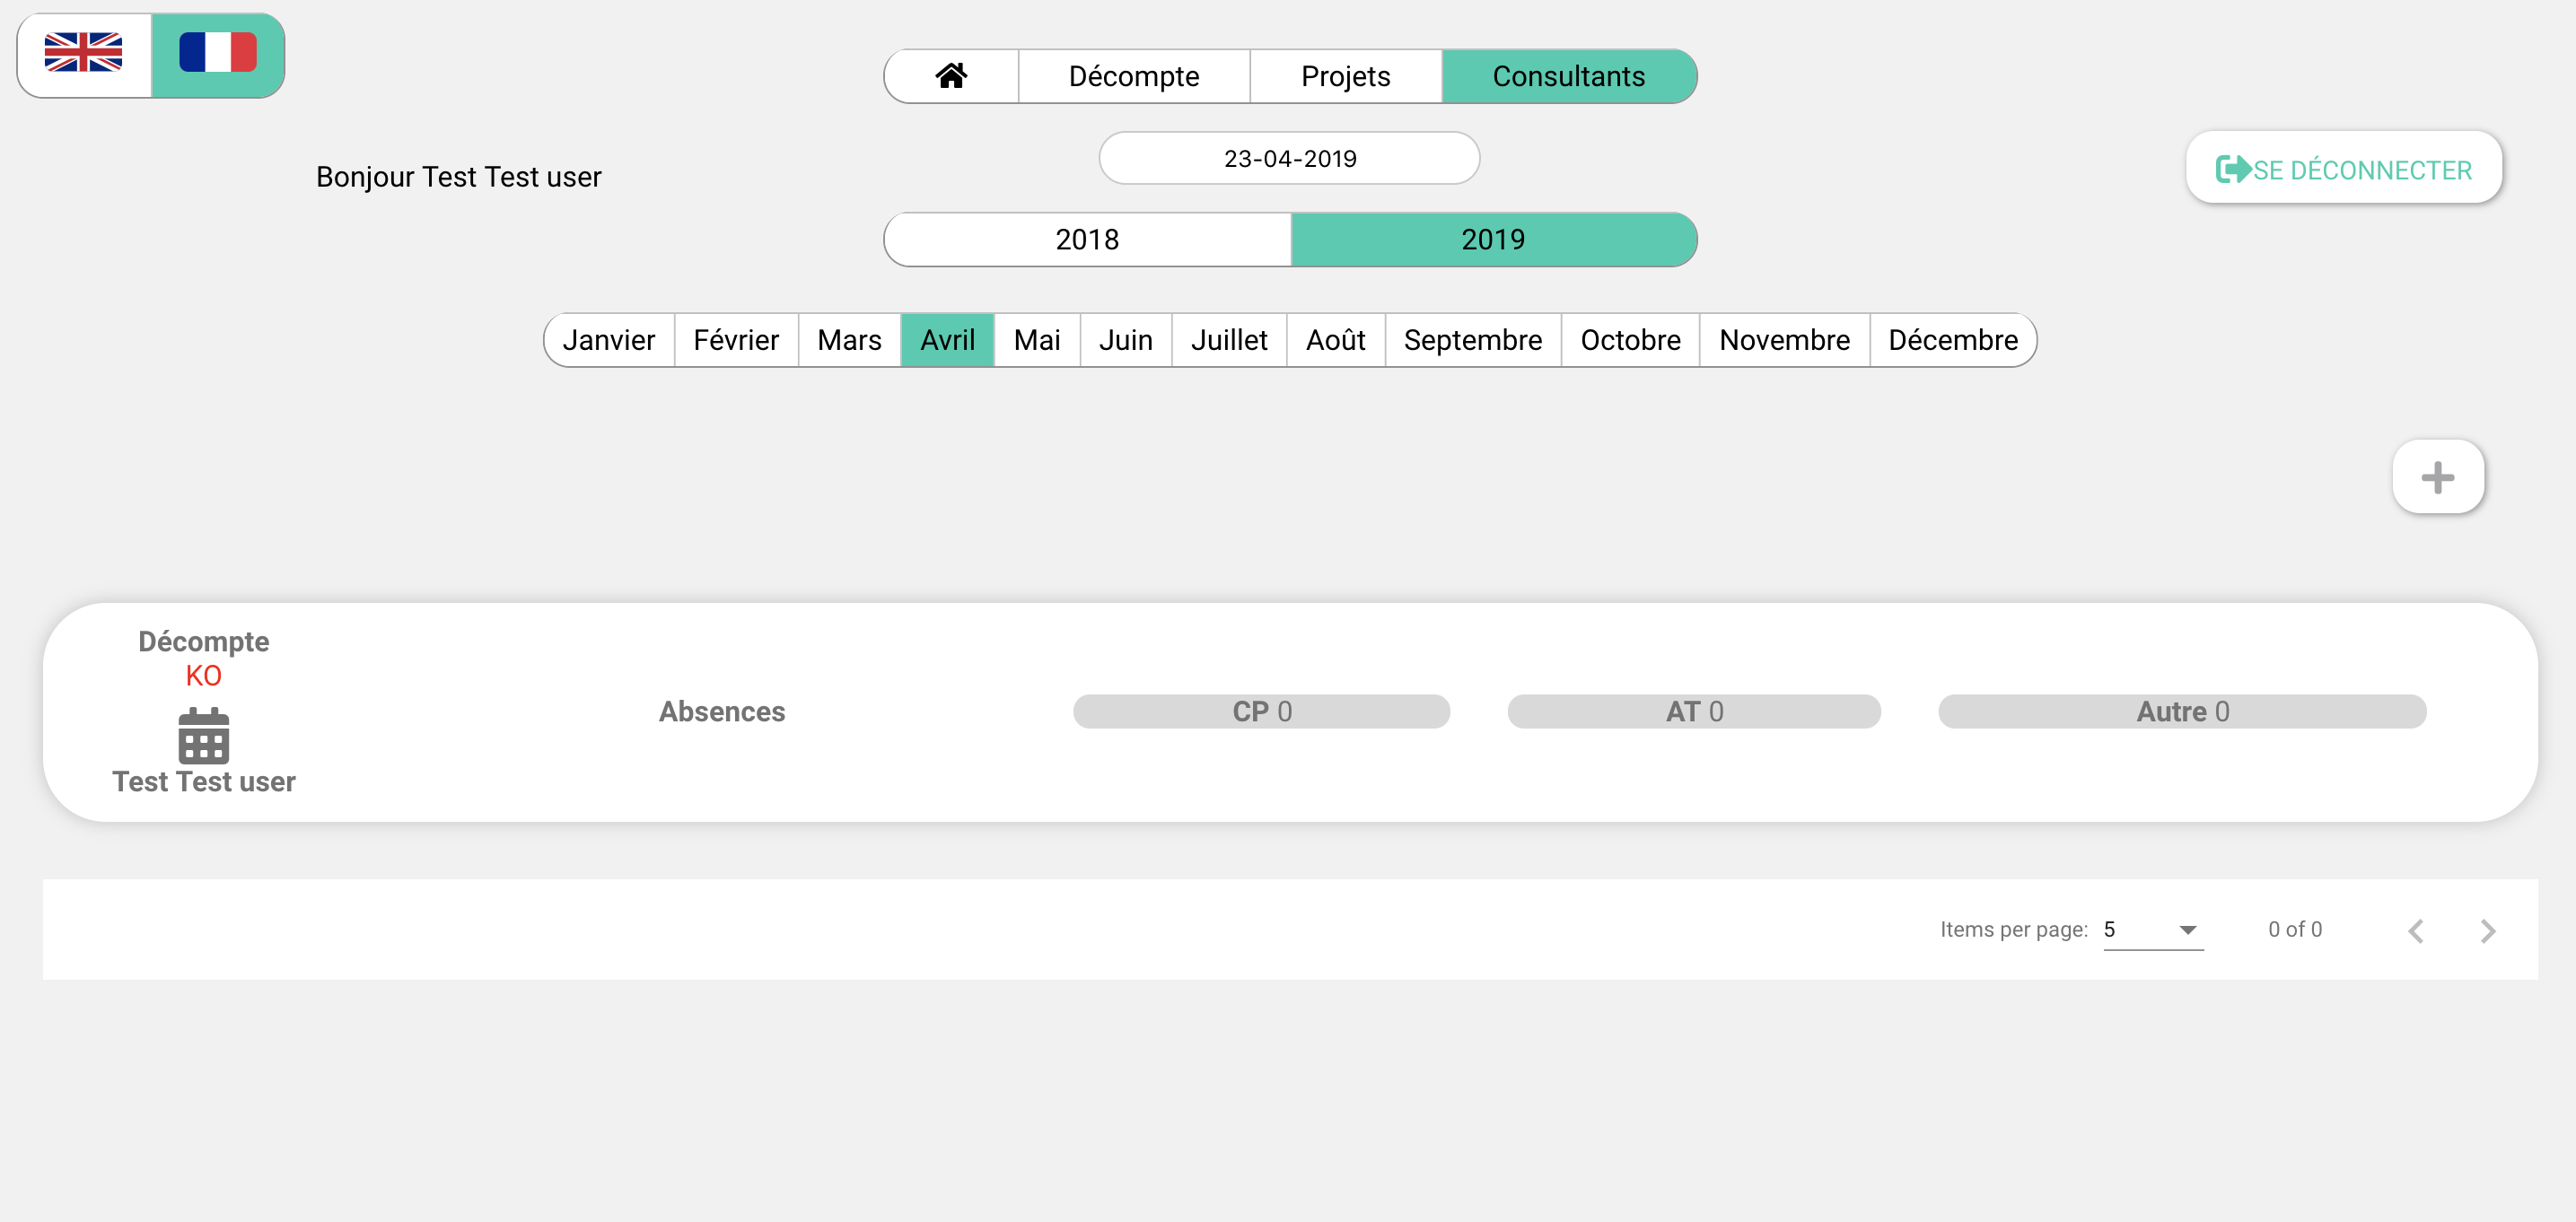 Décompte Projets Consultants
23-04-2019
Bonjour Test Test user
SE DÉCONNECTER
2018 2019
Janvier Février Mars Avril Mai Juin Juillet Août Septembre Octobre Novembre Décembre
Décompte
KO
Absences CP 0 AT 0 Autre 0
Test Test user
Items per page: 5 0 of 0